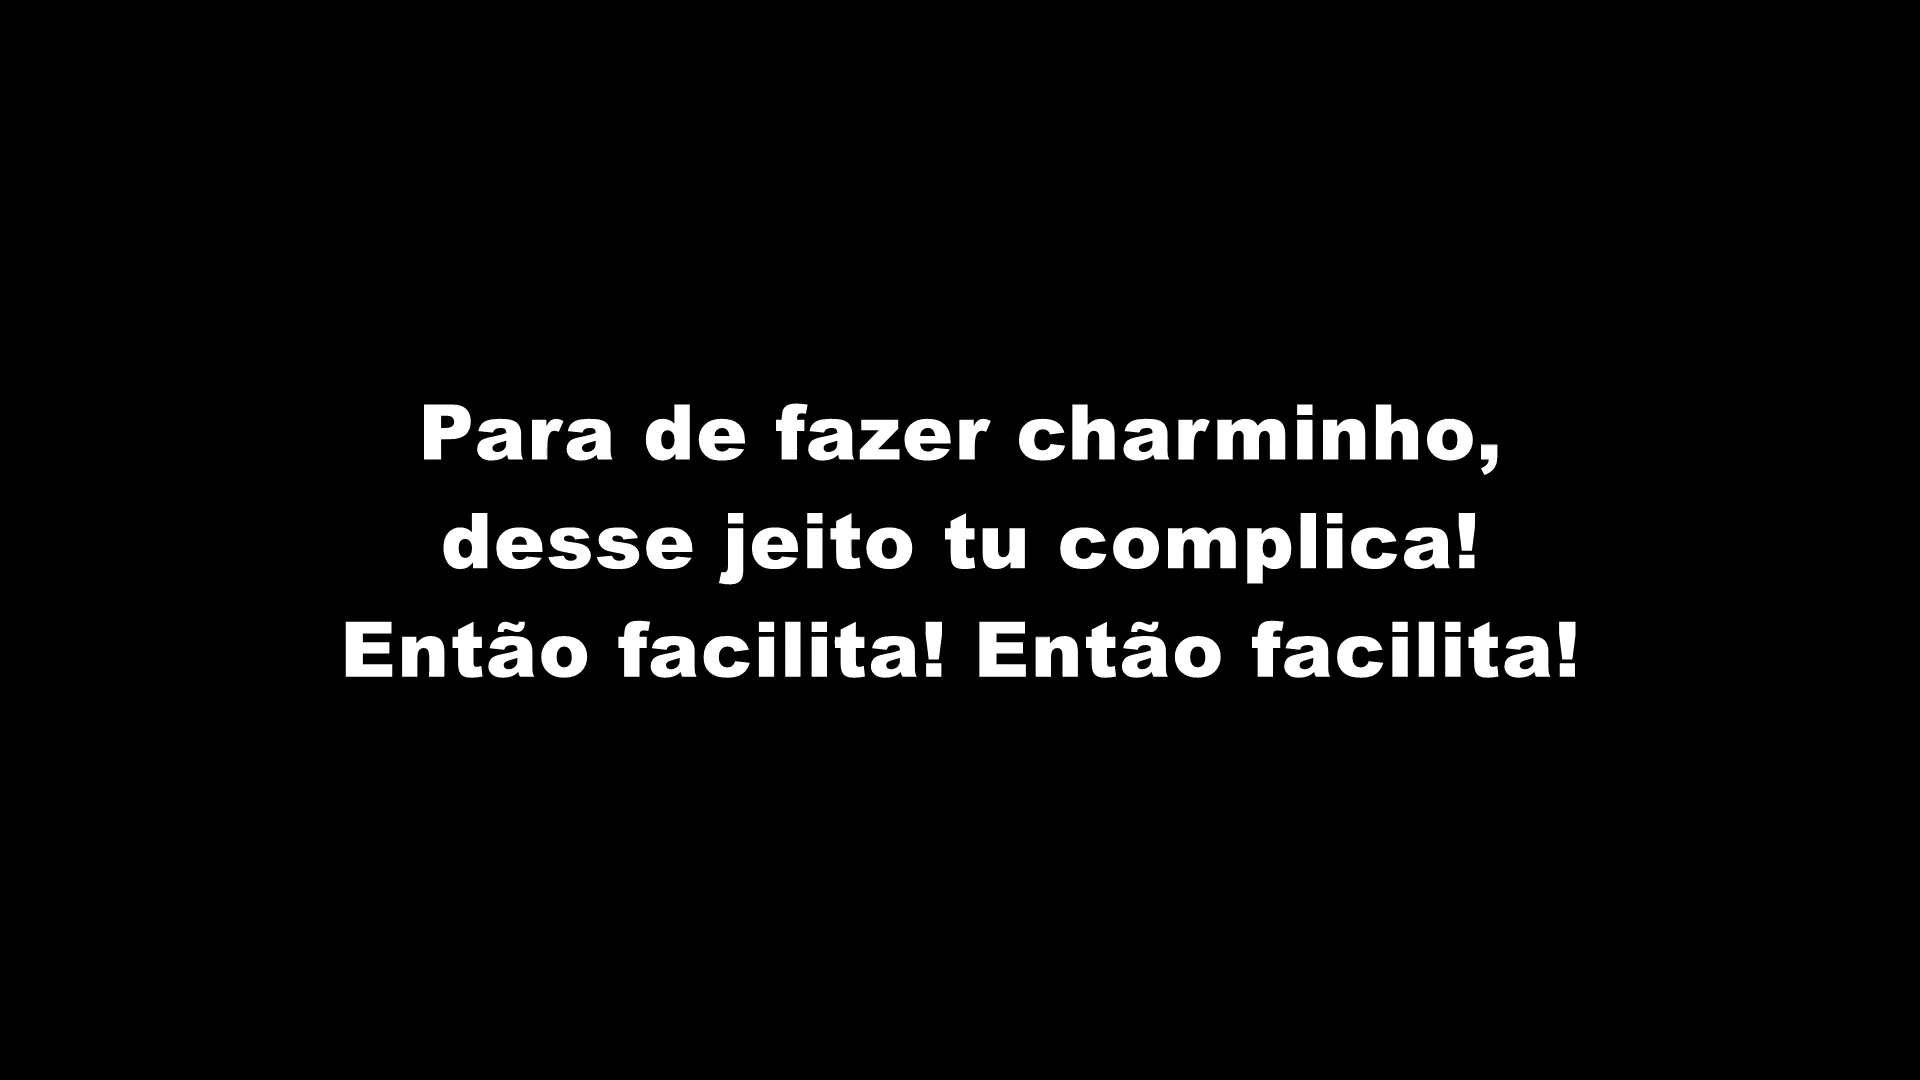 Para de fazer charminho,
desse jeito tu complica!
Então facilita! Então facilita!